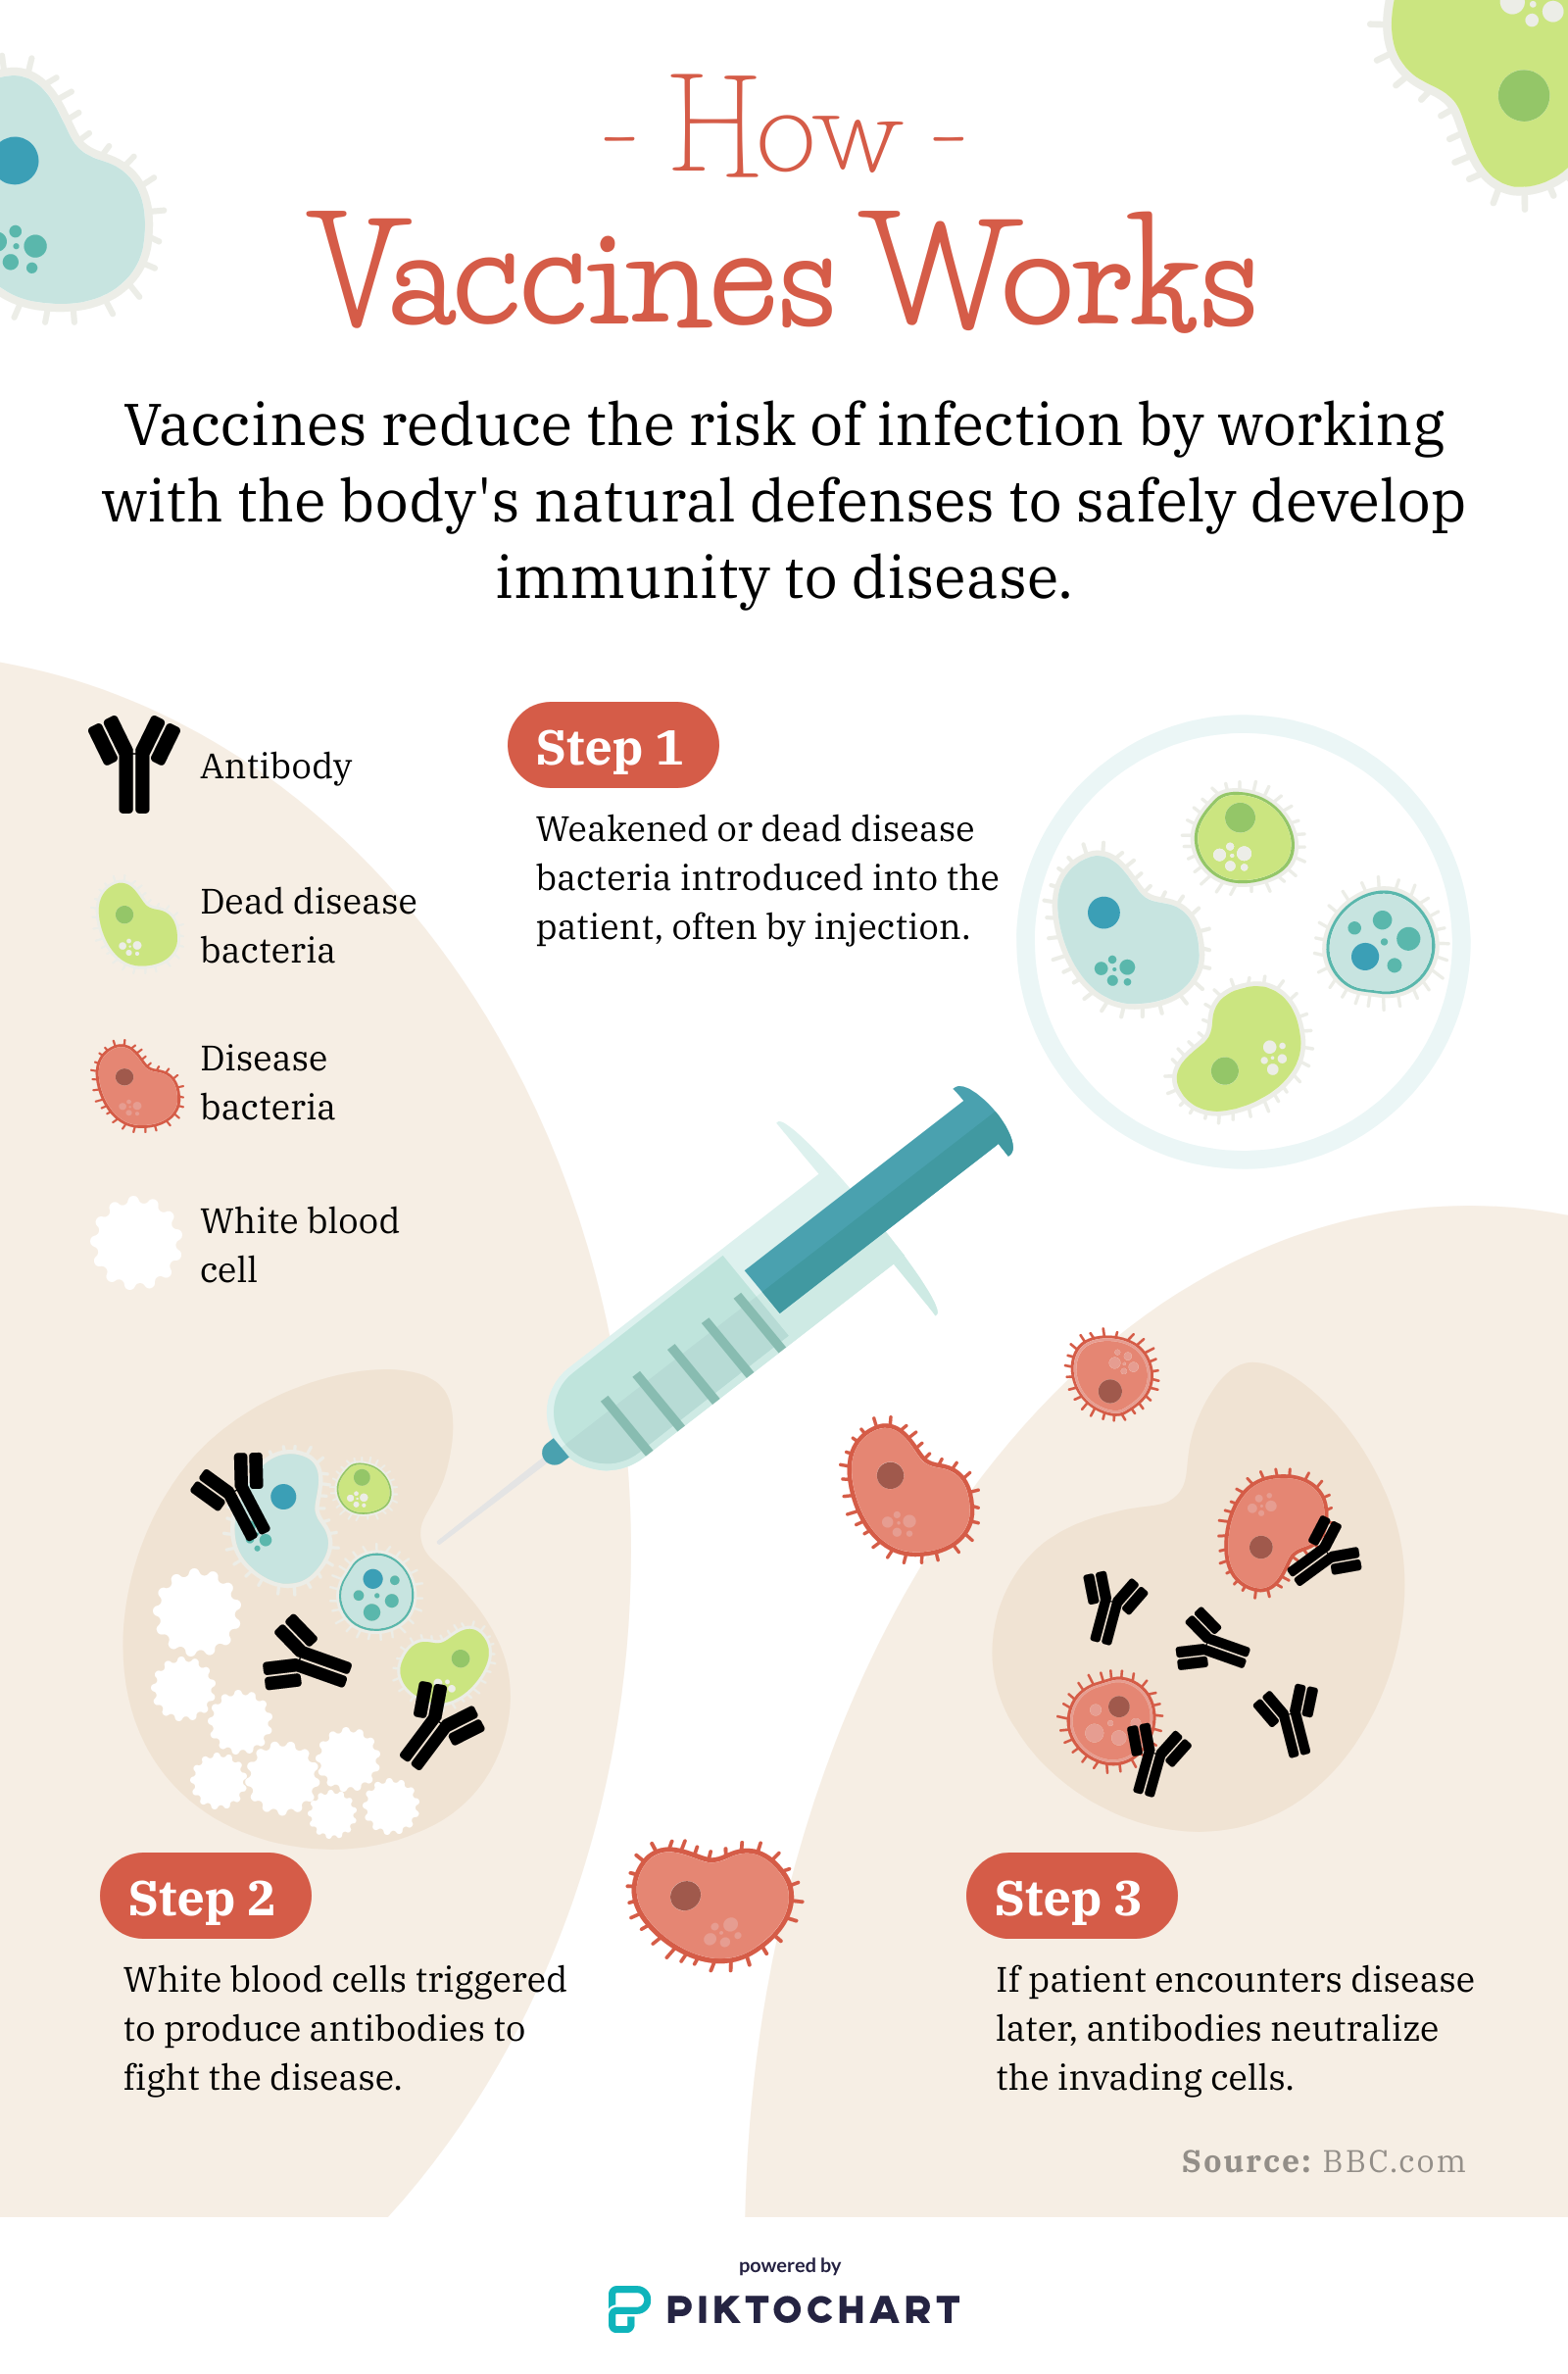 - How -
Vaccines Works
Vaccines reduce the risk of infection by working
with the body's natural defenses to safely develop
immunity to disease.
Antibody
Dead disease
bacteria
Disease
bacteria
White blood
cell
Step 1
Weakened or dead disease
bacteria introduced into the
patient, often by injection.
Step 2
White blood cells triggered
to produce antibodies to
fight the disease.
Step 3
If patient encounters disease
later, antibodies neutralize
the invading cells.
Source: BBC.com
powered by
PIKTOCHART